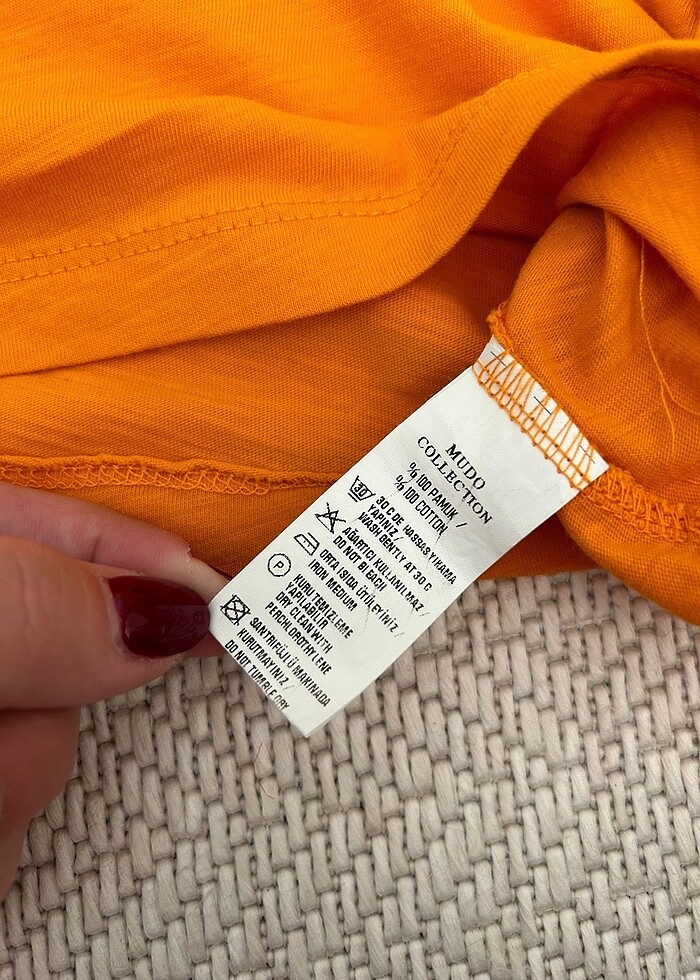 MUDO
COLLECTION
%100 PAMUK /
%100 COTTON
30
30 C DE HASSAS YIKAMA
YAPINIZ /
WASH GENTLY AT 30 C
AĞARTICI KULLANILMAZ /
DO NOT BLEACH
ORTA ISIDA ÜTÜLEYİNİZ /
IRON MEDIUM
P
KURU TEMİZLEME
YAPILABİLİR
DRY CLEAN WITH
PERCHLOROTHYLENE
SANTRİFÜJLÜ MAKİNADA
KURUTMAYINIZ /
DO NOT TUMBLE DRY